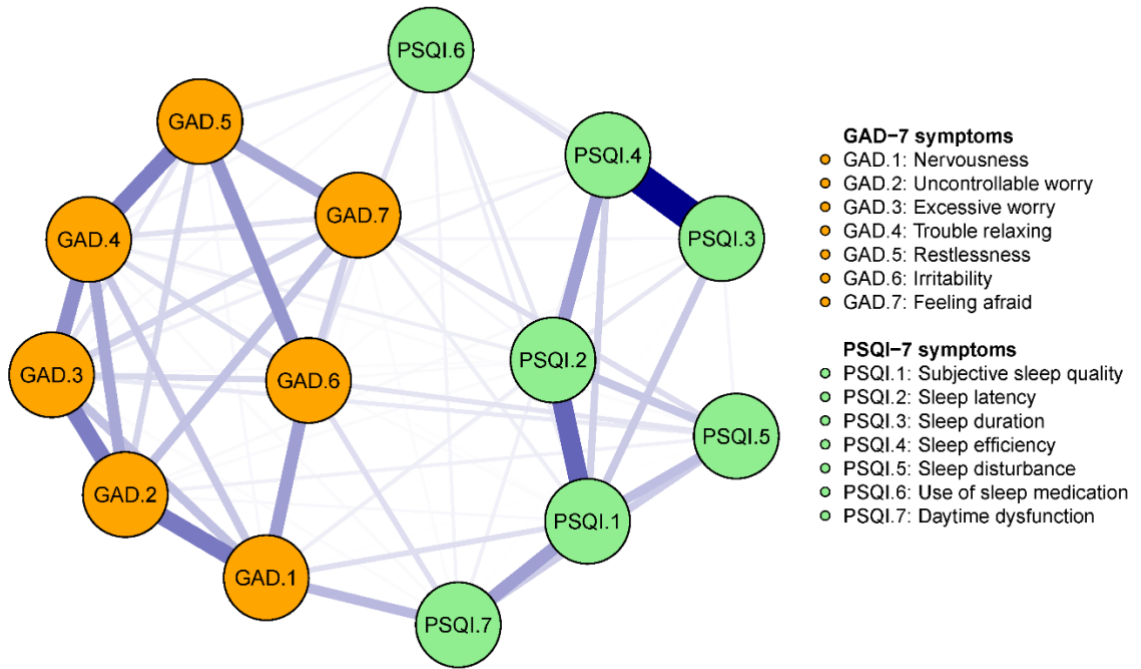 PSQI.6
GAD.5
PSQI.4
GAD.7
GAD.4
PSQI.3
PSQI.2
GAD.3
GAD.6
PSQI.5
GAD.2
PSQI.1
GAD.1
PSQI.7
GAD−7 symptoms
GAD.1: Nervousness
GAD.2: Uncontrollable worry
GAD.3: Excessive worry
GAD.4: Trouble relaxing
GAD.5: Restlessness
GAD.6: Irritability
GAD.7: Feeling afraid
PSQI−7 symptoms
PSQI.1: Subjective sleep quality
PSQI.2: Sleep latency
PSQI.3: Sleep duration
PSQI.4: Sleep efficiency
PSQI.5: Sleep disturbance
PSQI.6: Use of sleep medication
PSQI.7: Daytime dysfunction